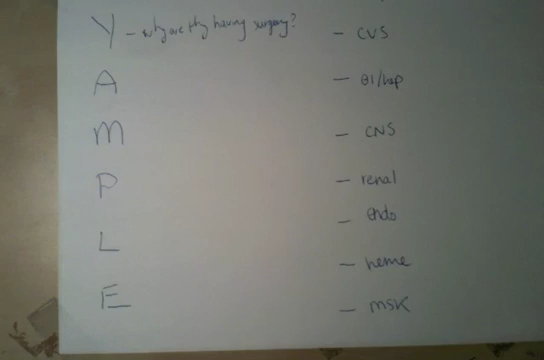 Y - why are they having surgery?
A
M
P
L
E
- CVS
- GI/hep
- CNS
- renal
- endo
- heme
- MSK